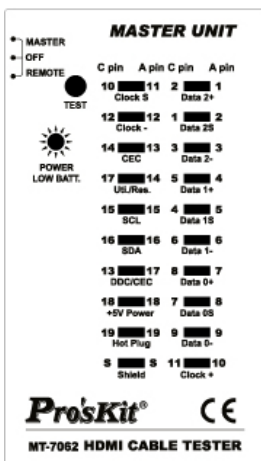 MASTER UNIT
MASTER
OFF
REMOTE
TEST
POWER
LOW BATT.
C pin A pin C pin A pin
10 11 2 1
Clock S Data 2+
12 12 1 2
Clock - Data 2S
14 13 3 3
CEC Data 2-
17 14 5 4
Uti./Res. Data 1+
15 15 4 5
SCL Data 1S
16 16 6 6
SDA Data 1-
13 17 8 7
DDC/CEC Data 0+
18 18 7 8
+5V Power Data 0S
19 19 9 9
Hot Plug Data 0-
S S 11 10
Shield Clock +
Pro'sKit® CE
MT-7062 HDMI CABLE TESTER